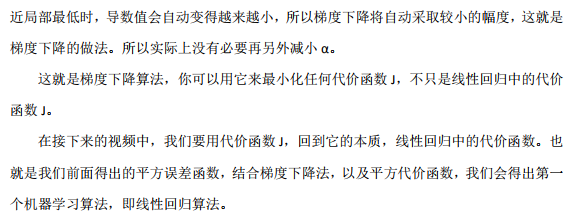 近局部最低时，导数值会自动变得越来越小，所以梯度下降将自动采取较小的幅度，这就是
梯度下降的做法。所以实际上没有必要再另外减小 α。
这就是梯度下降算法，你可以用它来最小化任何代价函数 J，不只是线性回归中的代价
函数 J。
在接下来的视频中，我们要用代价函数 J，回到它的本质，线性回归中的代价函数。也
就是我们前面得出的平方误差函数，结合梯度下降法，以及平方代价函数，我们会得出第一
个机器学习算法，即线性回归算法。